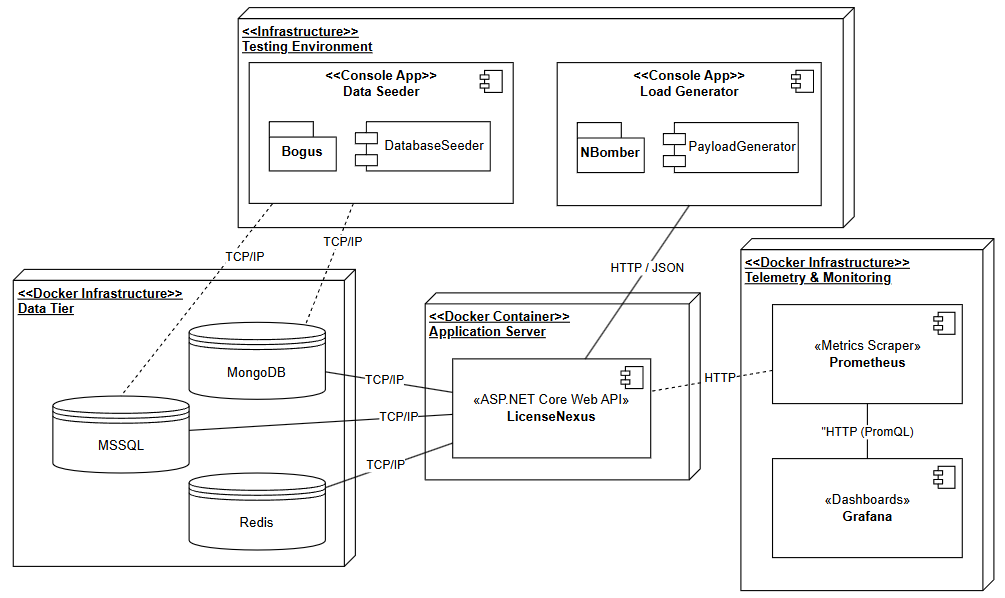 <<Infrastructure>>
Testing Environment
<<Console App>>
Data Seeder
Bogus
DatabaseSeeder
<<Console App>>
Load Generator
NBomber
PayloadGenerator
TCP/IP
TCP/IP
HTTP / JSON
<<Docker Infrastructure>>
Data Tier
MongoDB
MSSQL
Redis
TCP/IP
TCP/IP
TCP/IP
<<Docker Container>>
Application Server
«ASP.NET Core Web API»
LicenseNexus
HTTP
<<Docker Infrastructure>>
Telemetry & Monitoring
«Metrics Scraper»
Prometheus
"HTTP (PromQL)
«Dashboards»
Grafana